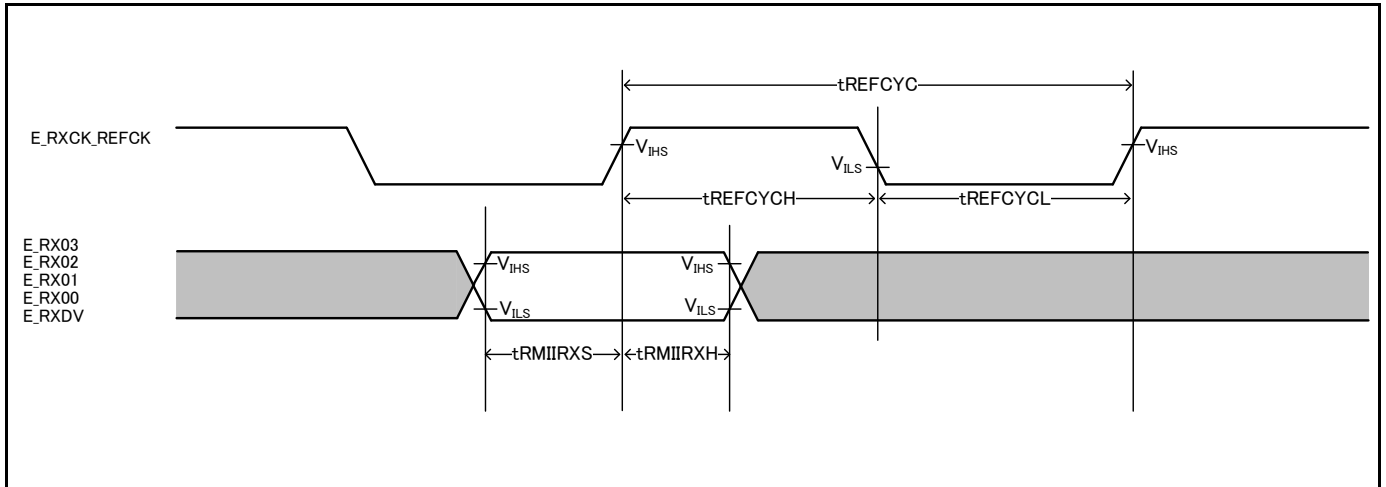 tREFCYC
E_RXCK_REFCK
VIHS
VILS
VIHS
tREFCYCH
tREFCYCL
E_RX03
E_RX02
E_RX01
E_RX00
E_RXDV
VIHS
VIHS
VILS
VILS
tRMIIRXS
tRMIIRXH